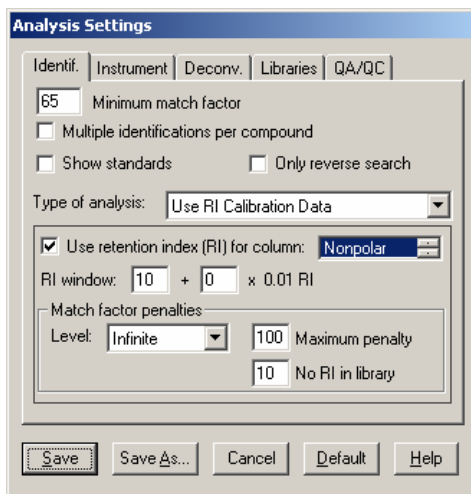 Analysis Settings
Identif. Instrument Deconv. Libraries QA/QC
65 Minimum match factor
Multiple identifications per compound
Show standards Only reverse search
Type of analysis: Use RI Calibration Data
Use retention index (RI) for column: Nonpolar
RI window: 10 + 0 x 0.01 RI
Match factor penalties
Level: Infinite 100 Maximum penalty
10 No RI in library
Save Save As... Cancel Default Help